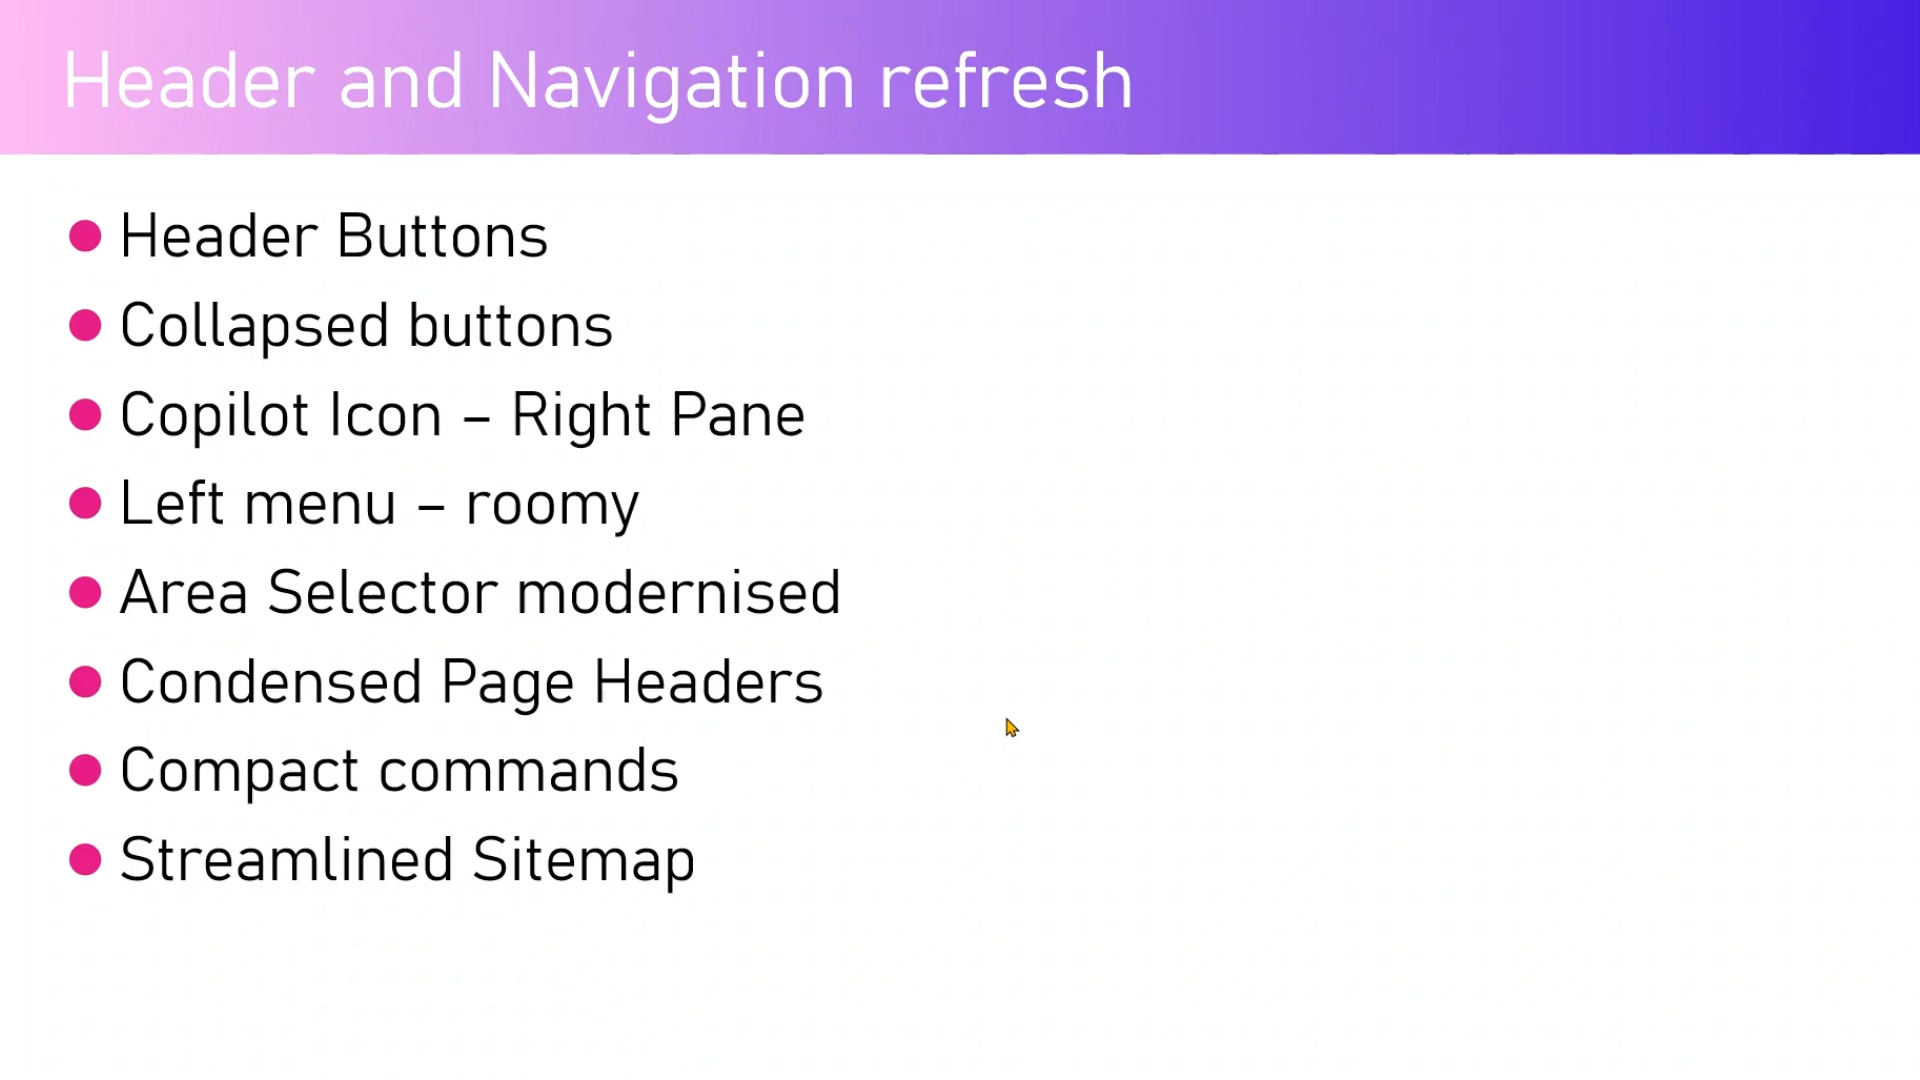 Header and Navigation refresh
Header Buttons
Collapsed buttons
Copilot Icon – Right Pane
Left menu – roomy
Area Selector modernised
Condensed Page Headers
Compact commands
Streamlined Sitemap